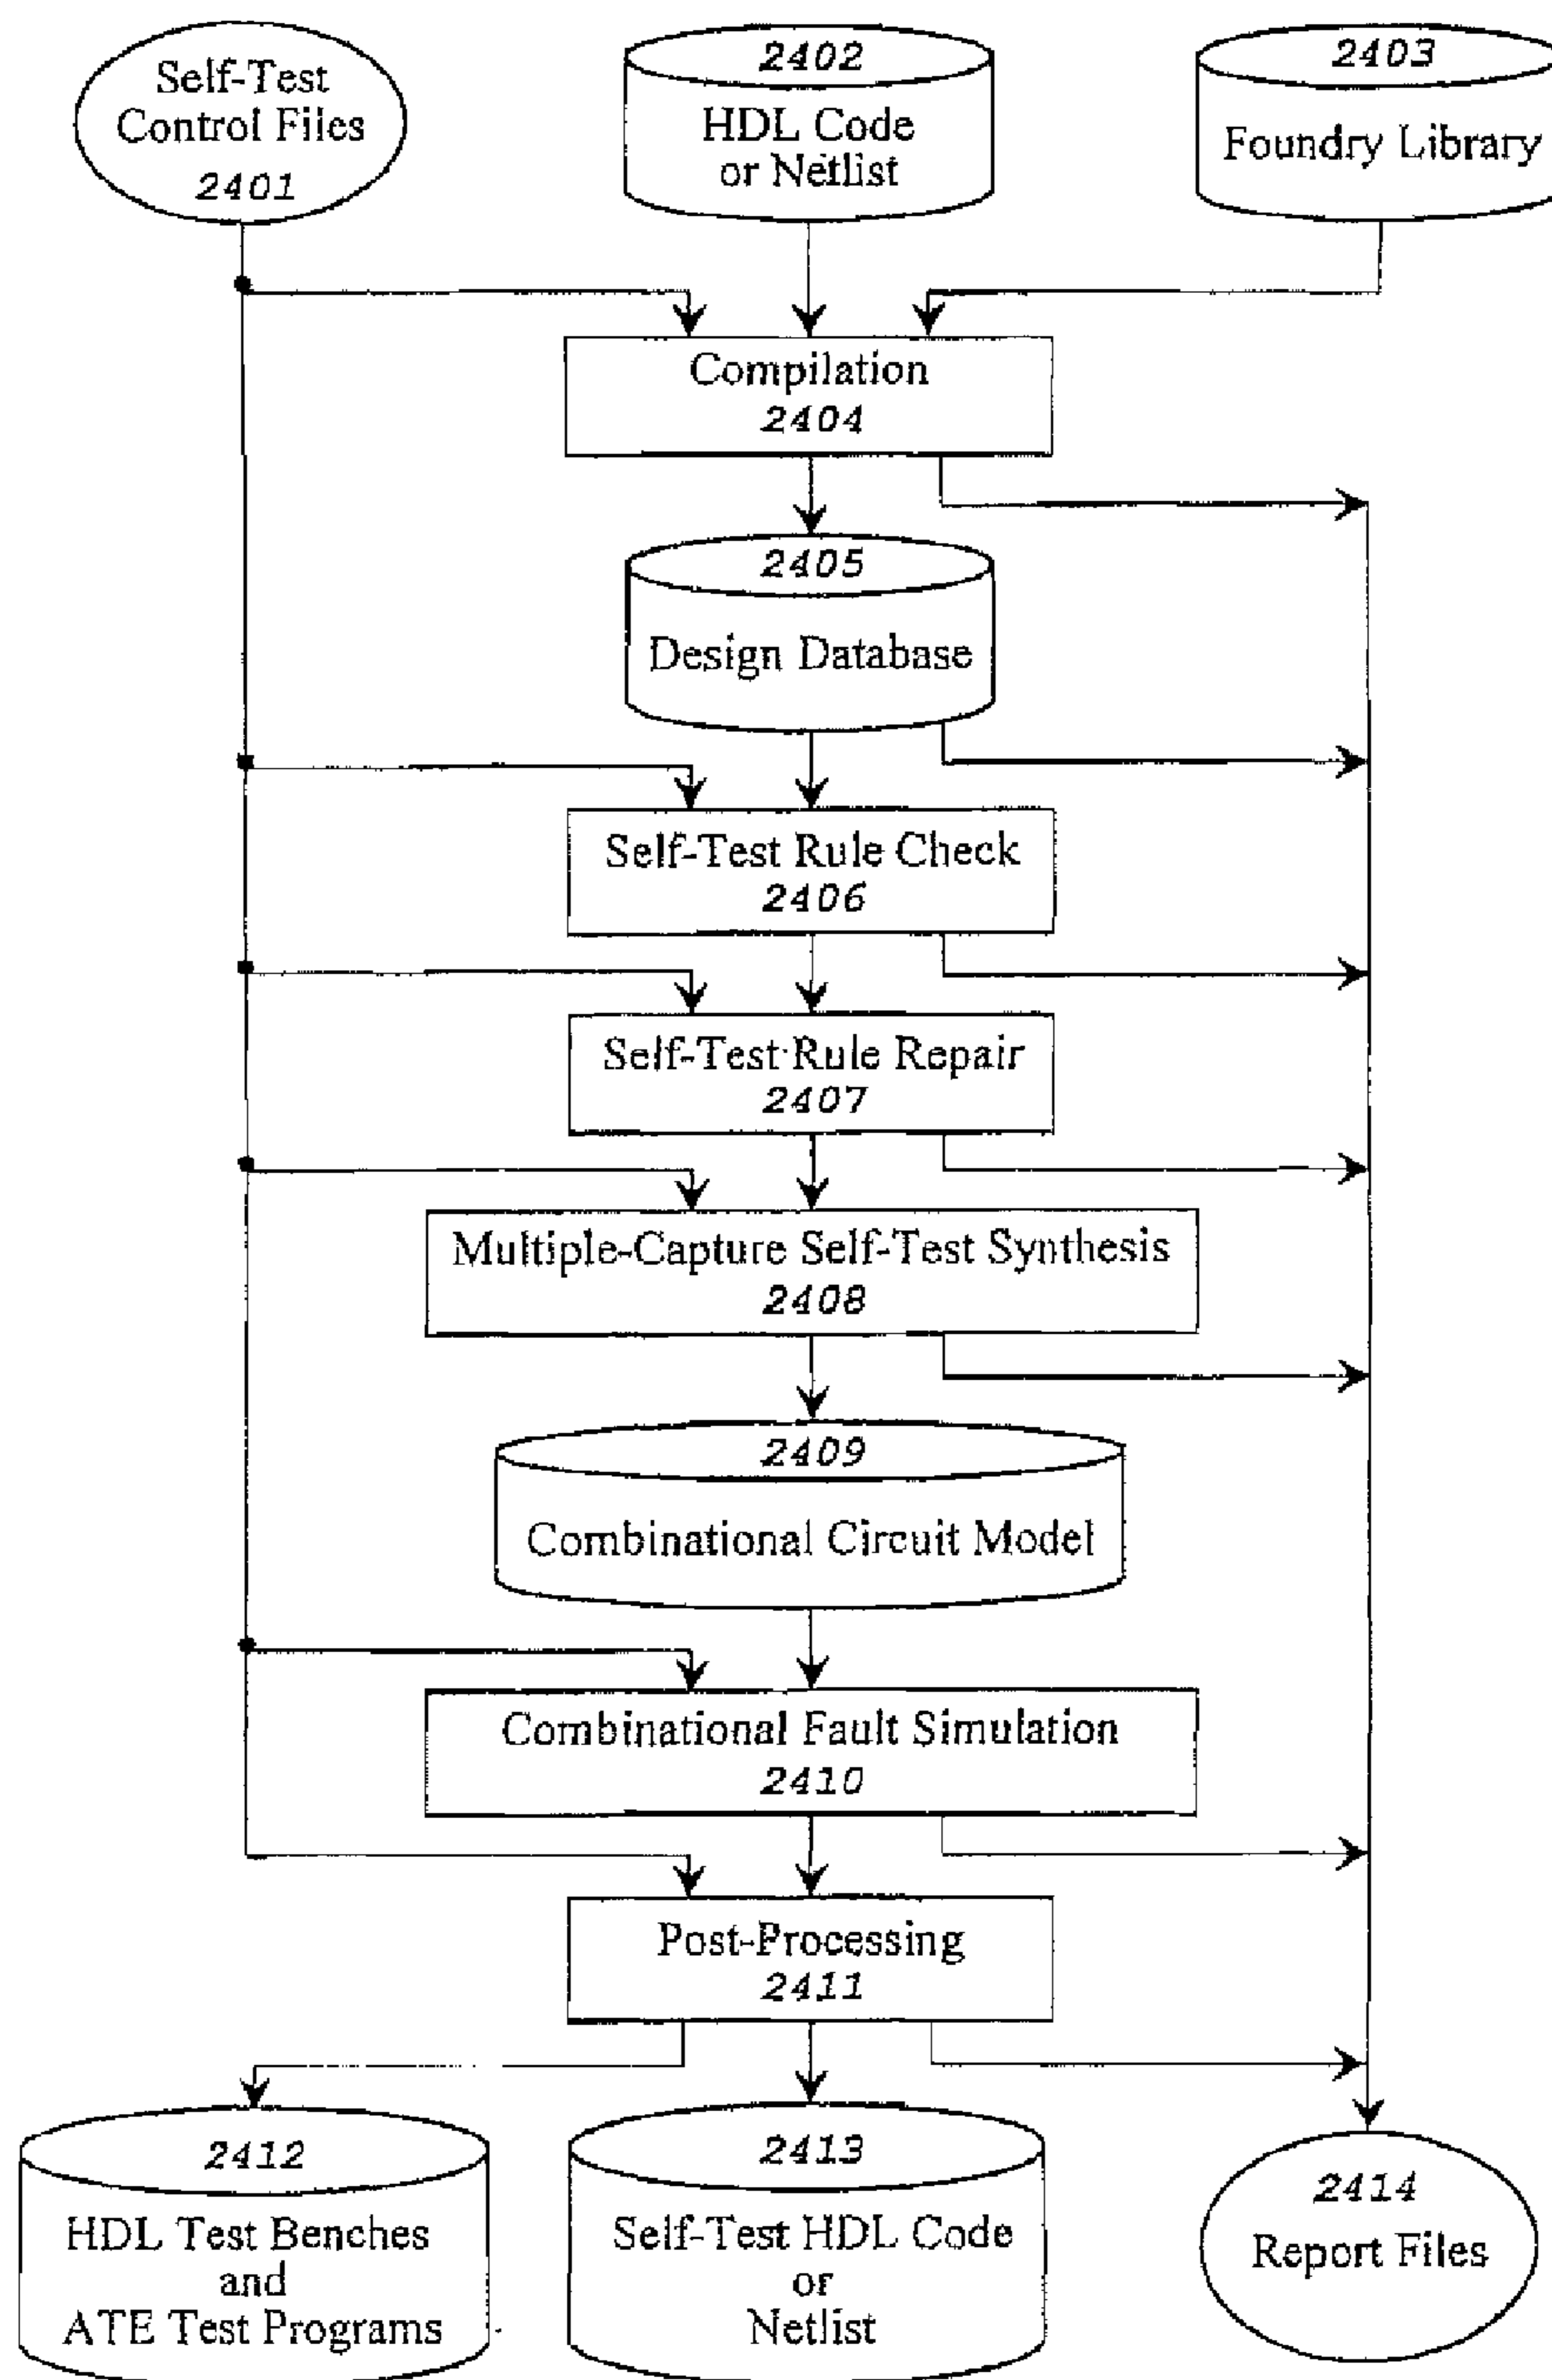 Self-Test
Control Files
2401
2402
HDL Code
or Netlist
2403
Foundry Library
Compilation
2404
2405
Design Database
Self-Test Rule Check
2406
Self-Test Rule Repair
2407
Multiple-Capture Self-Test Synthesis
2408
2409
Combinational Circuit Model
Combinational Fault Simulation
2410
Post-Processing
2411
2412
HDL Test Benches
and
ATE Test Programs
2413
Self-Test HDL Code
or
Netlist
2414
Report Files